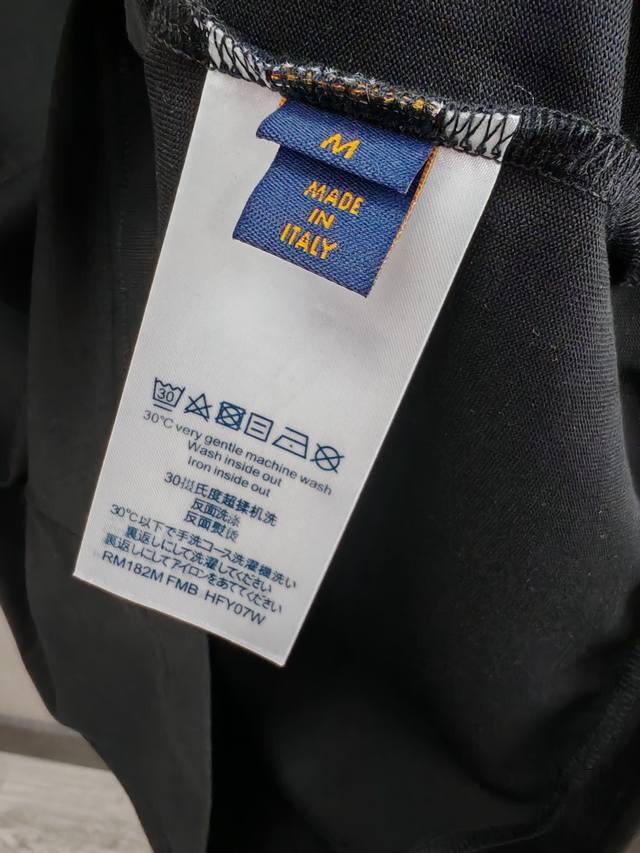 M
MADE
IN
ITALY
30
30°C very gentle machine wash
Wash inside out
Iron inside out
30摄氏度超揉机洗
反面洗涤
反面熨烫
30℃以下で手洗コース洗濯機洗い
裏返しにして洗濯してください
裏返しにしてアイロンをあててください
RM182M FMB HFY07W